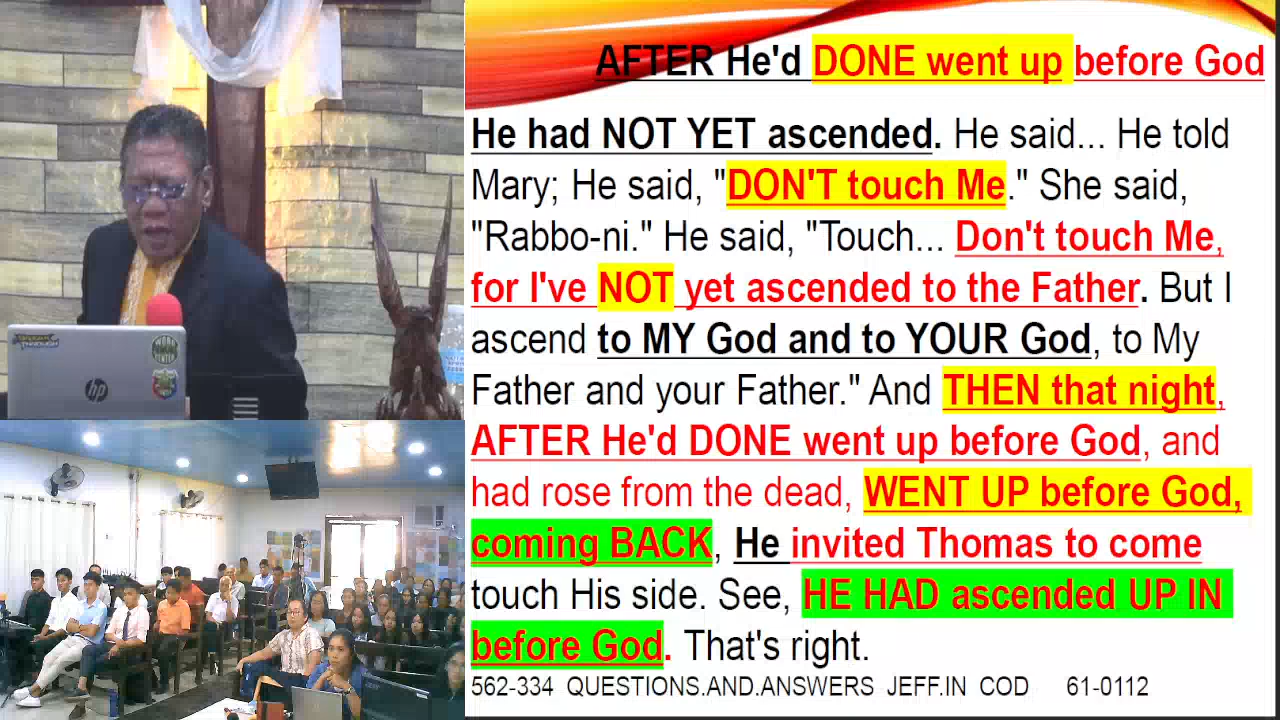 AFTER He'd DONE went up before God
He had NOT YET ascended. He said... He told
Mary; He said, "DON'T touch Me." She said,
"Rabbo-ni." He said, "Touch... Don't touch Me,
for I've NOT yet ascended to the Father. But I
ascend to MY God and to YOUR God, to My
Father and your Father." And THEN that night,
AFTER He'd DONE went up before God, and
had rose from the dead, WENT UP before God,
coming BACK, He invited Thomas to come
touch His side. See, HE HAD ascended UP IN
before God. That's right.
562-334 QUESTIONS.AND.ANSWERS JEFF.IN COD 61-0112
hp